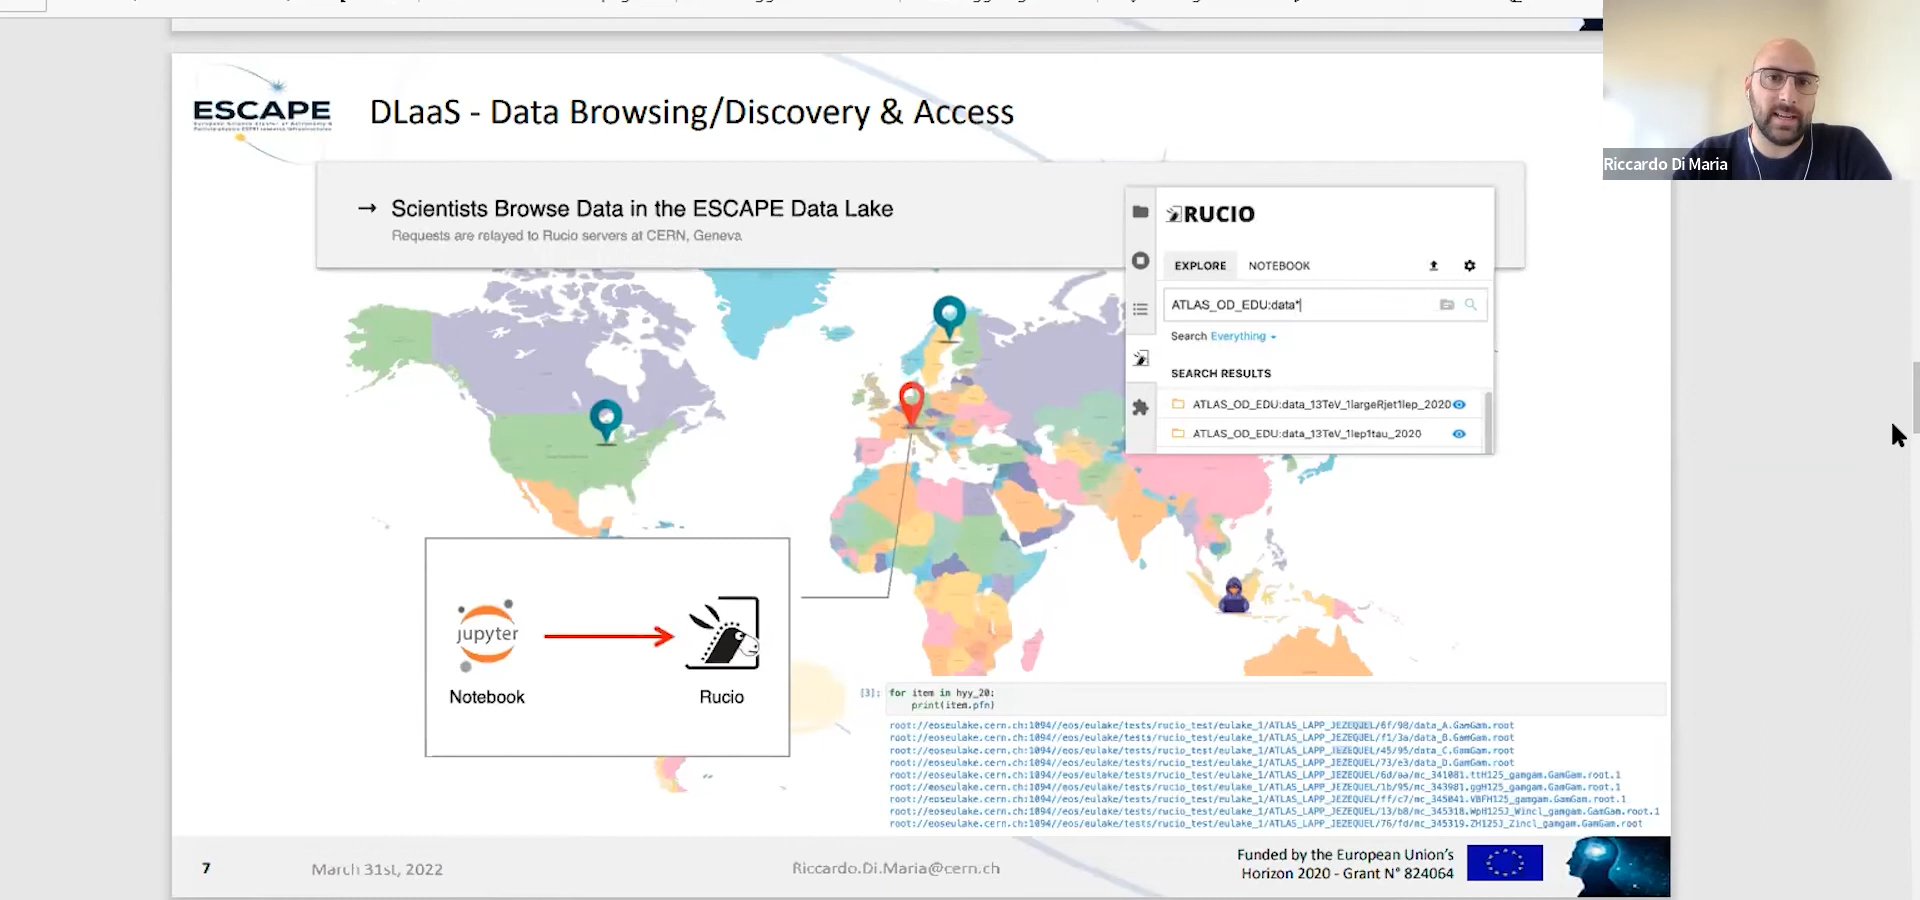 ESCAPE
DLaaS - Data Browsing/Discovery & Access
Riccardo Di Maria
→ Scientists Browse Data in the ESCAPE Data Lake
Requests are relayed to Rucio servers at CERN, Geneva
RUCIO
EXPLORE NOTEBOOK
ATLAS_OD_EDU:data*
Search Everything
SEARCH RESULTS
ATLAS_OD_EDU:data_13TeV_1largeRjet1lep_2020
ATLAS_OD_EDU:data_13TeV_1lep1tau_2020
jupyter
Notebook
Rucio
[3]: for item in hyy_20:
print(item.pfn)
root://eoseulake.cern.ch:1094//eos/eulake/tests/rucio_test/eulake_1/ATLAS_LAPP_JEZEQUEL/6f/98/data_A.GamGam.root
root://eoseulake.cern.ch:1094//eos/eulake/tests/rucio_test/eulake_1/ATLAS_LAPP_JEZEQUEL/f1/3a/data_B.GamGam.root
root://eoseulake.cern.ch:1094//eos/eulake/tests/rucio_test/eulake_1/ATLAS_LAPP_JEZEQUEL/45/95/data_C.GamGam.root
root://eoseulake.cern.ch:1094//eos/eulake/tests/rucio_test/eulake_1/ATLAS_LAPP_JEZEQUEL/73/e3/data_D.GamGam.root
root://eoseulake.cern.ch:1094//eos/eulake/tests/rucio_test/eulake_1/ATLAS_LAPP_JEZEQUEL/6d/aa/mc_341081.ttH125_gamgam.GamGam.root.1
root://eoseulake.cern.ch:1094//eos/eulake/tests/rucio_test/eulake_1/ATLAS_LAPP_JEZEQUEL/1b/95/mc_343981.ggH125_gamgam.GamGam.root.1
root://eoseulake.cern.ch:1094//eos/eulake/tests/rucio_test/eulake_1/ATLAS_LAPP_JEZEQUEL/ff/c7/mc_345041.VBFH125_gamgam.GamGam.root.1
root://eoseulake.cern.ch:1094//eos/eulake/tests/rucio_test/eulake_1/ATLAS_LAPP_JEZEQUEL/13/b8/mc_345318.WpH125J_Wincl_gamgam.GamGam.root.1
root://eoseulake.cern.ch:1094//eos/eulake/tests/rucio_test/eulake_1/ATLAS_LAPP_JEZEQUEL/76/fd/mc_345319.ZH125J_Zincl_gamgam.GamGam.root
7
March 31st, 2022
Riccardo.Di.Maria@cern.ch
Funded by the European Union's
Horizon 2020 - Grant N° 824064